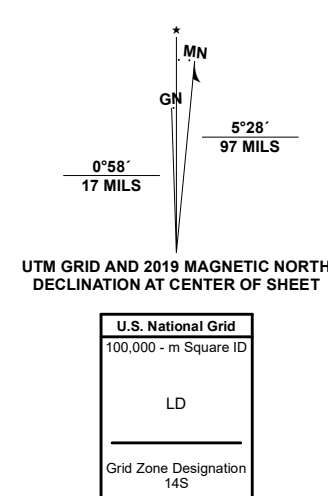 ★
MN
GN
5°28´
97 MILS
0°58´
17 MILS
UTM GRID AND 2019 MAGNETIC NORTH
DECLINATION AT CENTER OF SHEET
U.S. National Grid
100,000 - m Square ID
LD
Grid Zone Designation
14S